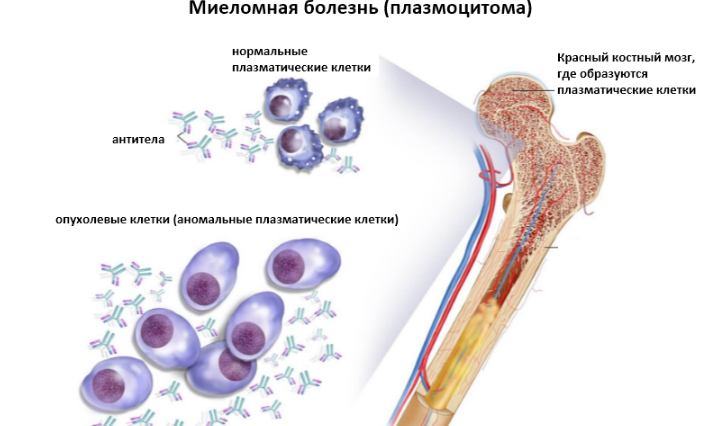 Миеломная болезнь (плазмоцитома)
нормальные
плазматические клетки
Красный костный мозг,
где образуются
плазматические клетки
антитела
опухолевые клетки (аномальные плазматические клетки)